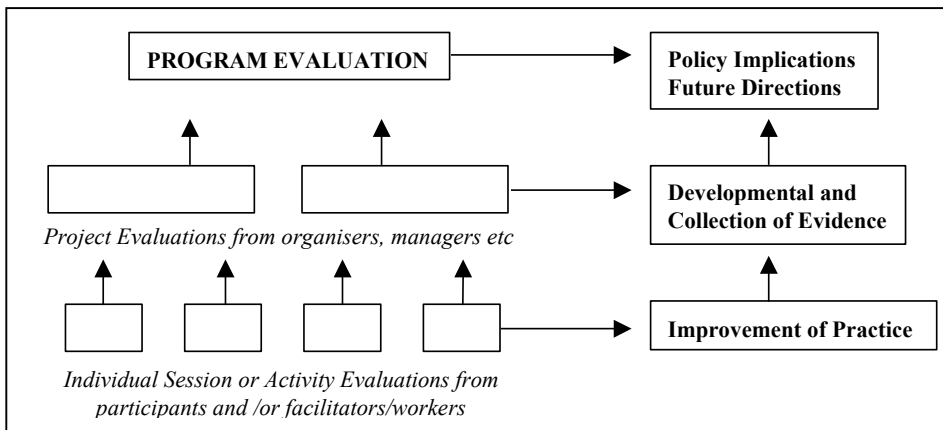 PROGRAM EVALUATION
Policy Implications
Future Directions
Developmental and
Collection of Evidence
Project Evaluations from organisers, managers etc
Improvement of Practice
Individual Session or Activity Evaluations from
participants and /or facilitators/workers